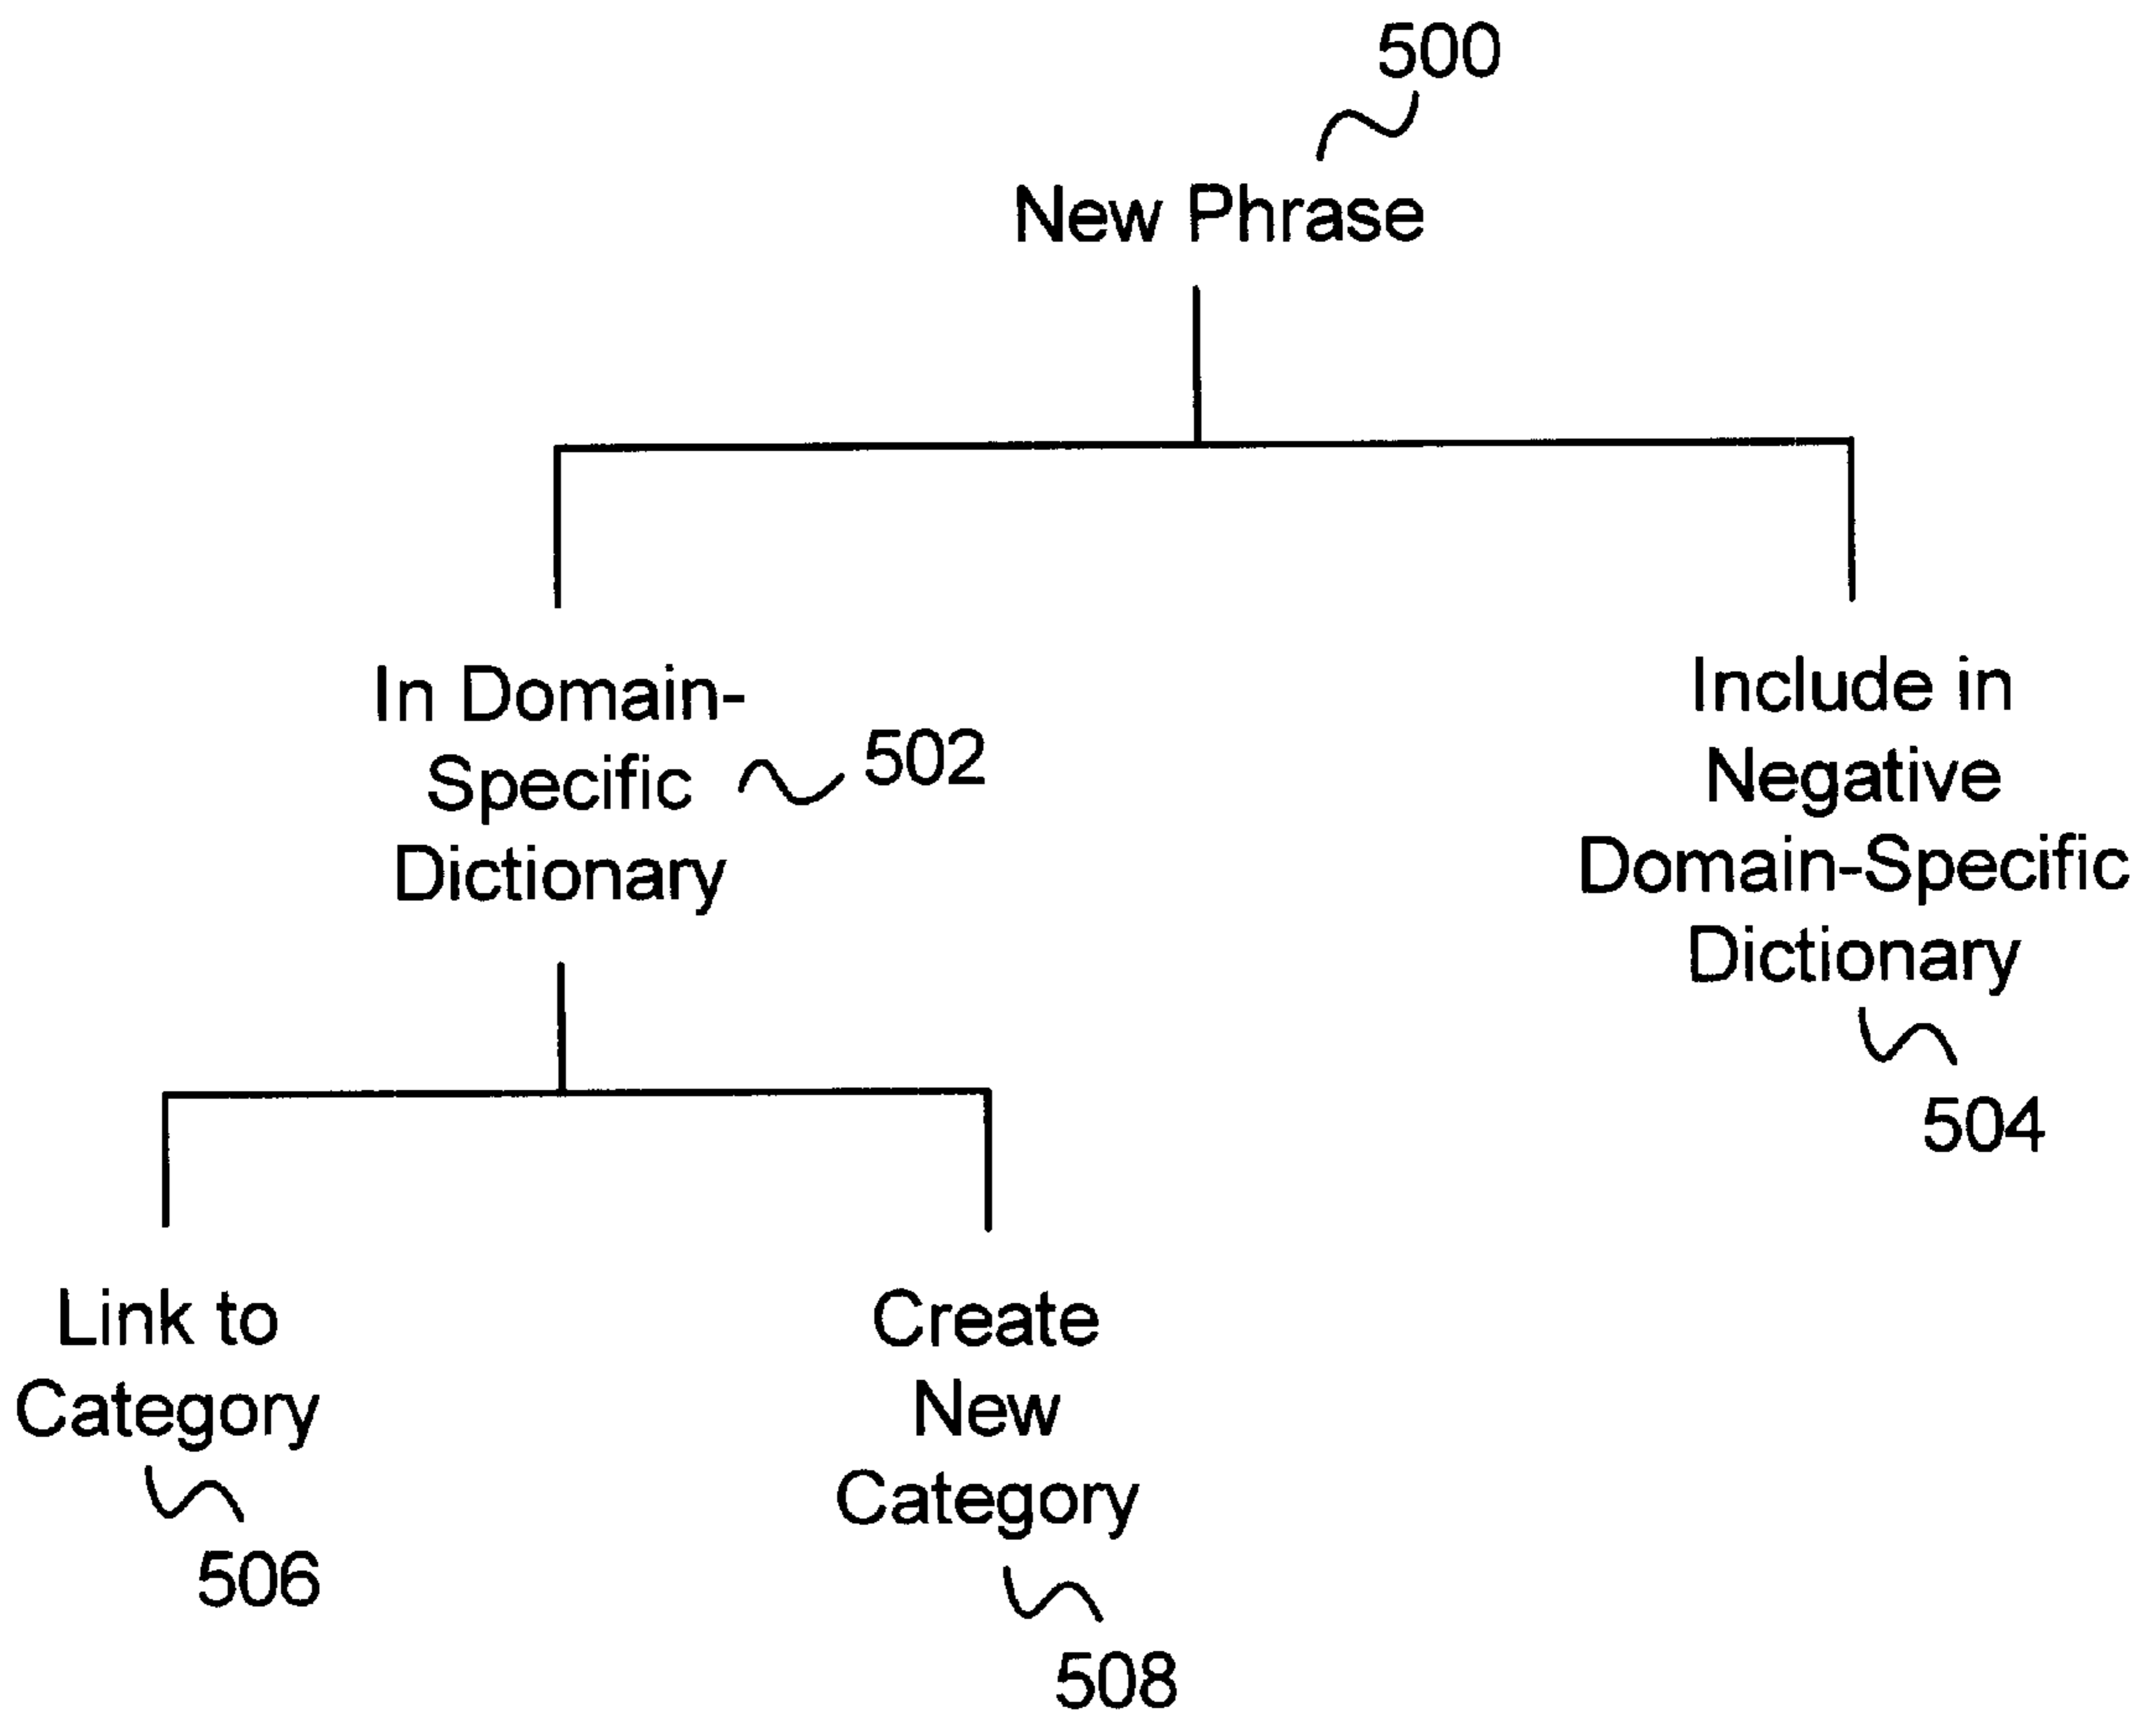 500
New Phrase
In Domain-
Specific
Dictionary
502
Include in
Negative
Domain-Specific
Dictionary
504
Link to
Category
506
Create
New
Category
508